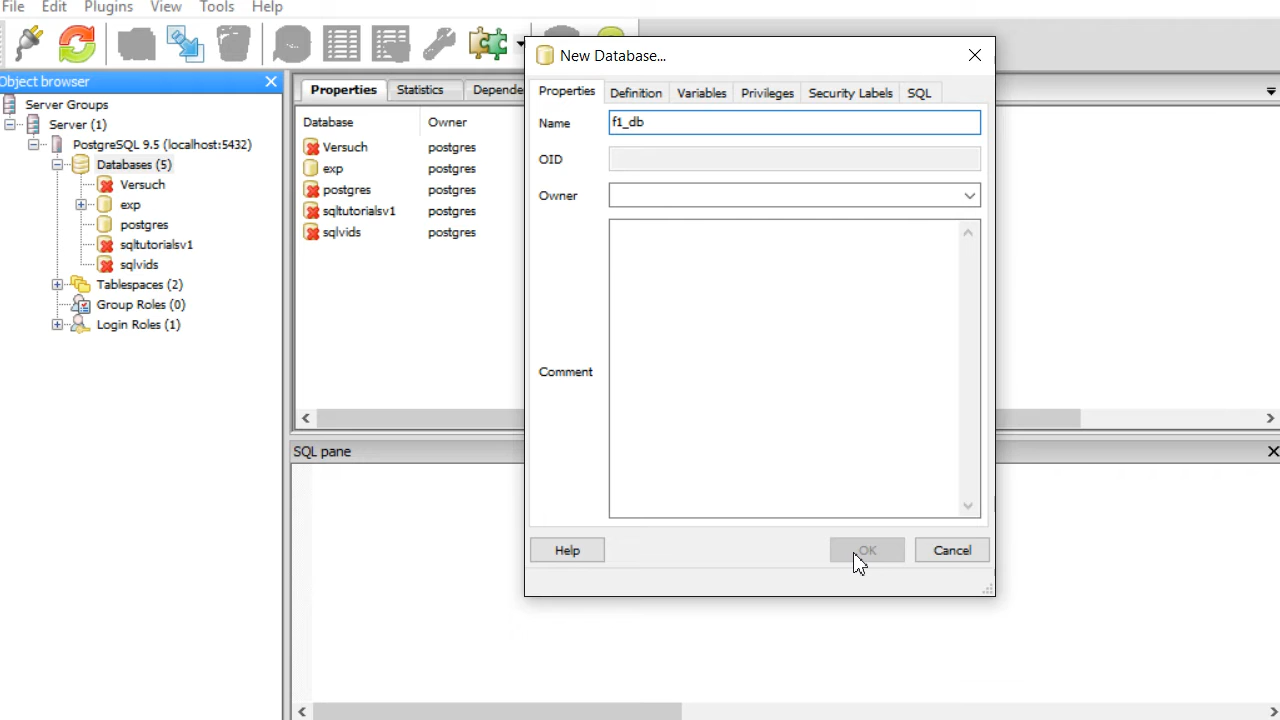 File Edit Plugins View Tools Help
Object browser
Server Groups
Server (1)
PostgreSQL 9.5 (localhost:5432)
Databases (5)
Versuch
exp
postgres
sqltutorialsv1
sqlvids
Tablespaces (2)
Group Roles (0)
Login Roles (1)
Properties Statistics Depende
Database Owner
Versuch postgres
exp postgres
postgres postgres
sqltutorialsv1 postgres
sqlvids postgres
SQL pane
New Database...
Properties Definition Variables Privileges Security Labels SQL
Name f1_db
OID
Owner
Comment
Help OK Cancel